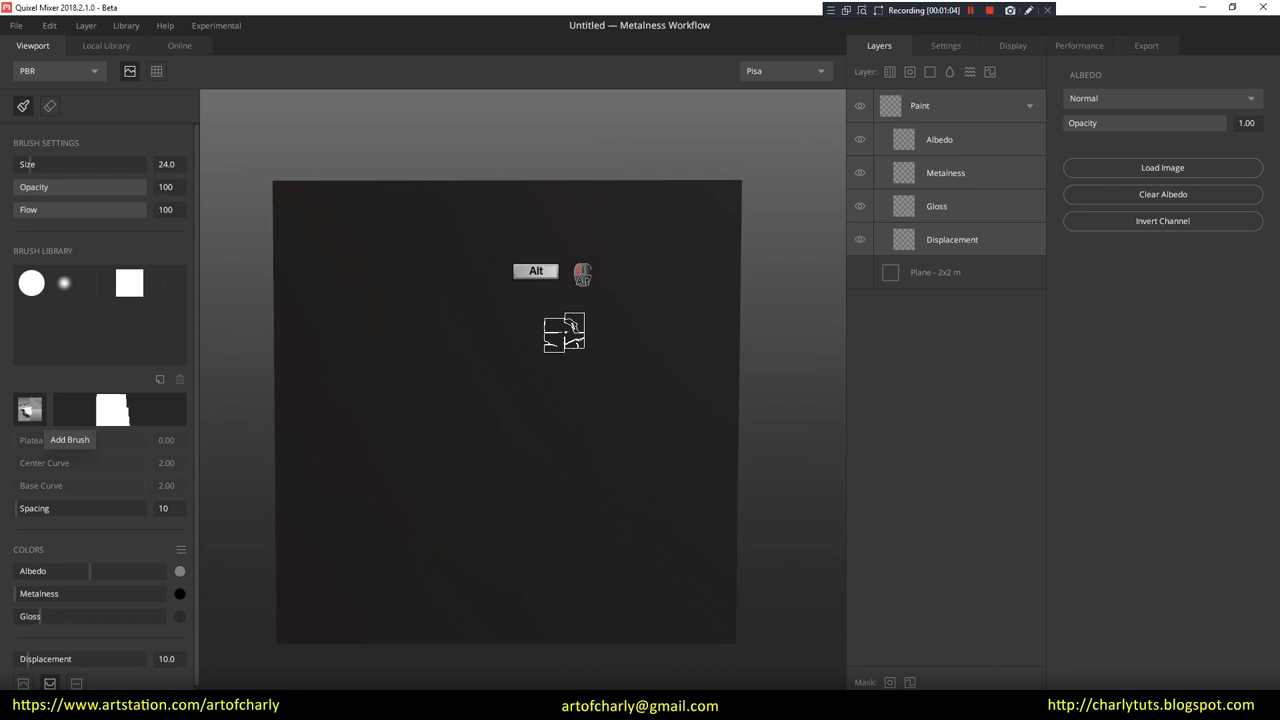 Quixel Mixer 2018.2.1.0 - Beta
Recording [00:01:04]
File Edit Layer Library Help Experimental
Untitled — Metalness Workflow
Viewport Local Library Online
Layers Settings Display Performance Export
PBR
Pisa
Layer:
ALBEDO
Normal
Opacity 1.00
Load Image
Clear Albedo
Invert Channel
Paint
Albedo
Metalness
Gloss
Displacement
Plane - 2x2 m
BRUSH SETTINGS
Size 24.0
Opacity 100
Flow 100
BRUSH LIBRARY
Alt
Alt
Platea 0.00
Add Brush
Center Curve 2.00
Base Curve 2.00
Spacing 10
COLORS
Albedo
Metalness
Gloss
Displacement 10.0
Mask:
https://www.artstation.com/artofcharly
artofcharly@gmail.com
http://charlytuts.blogspot.com